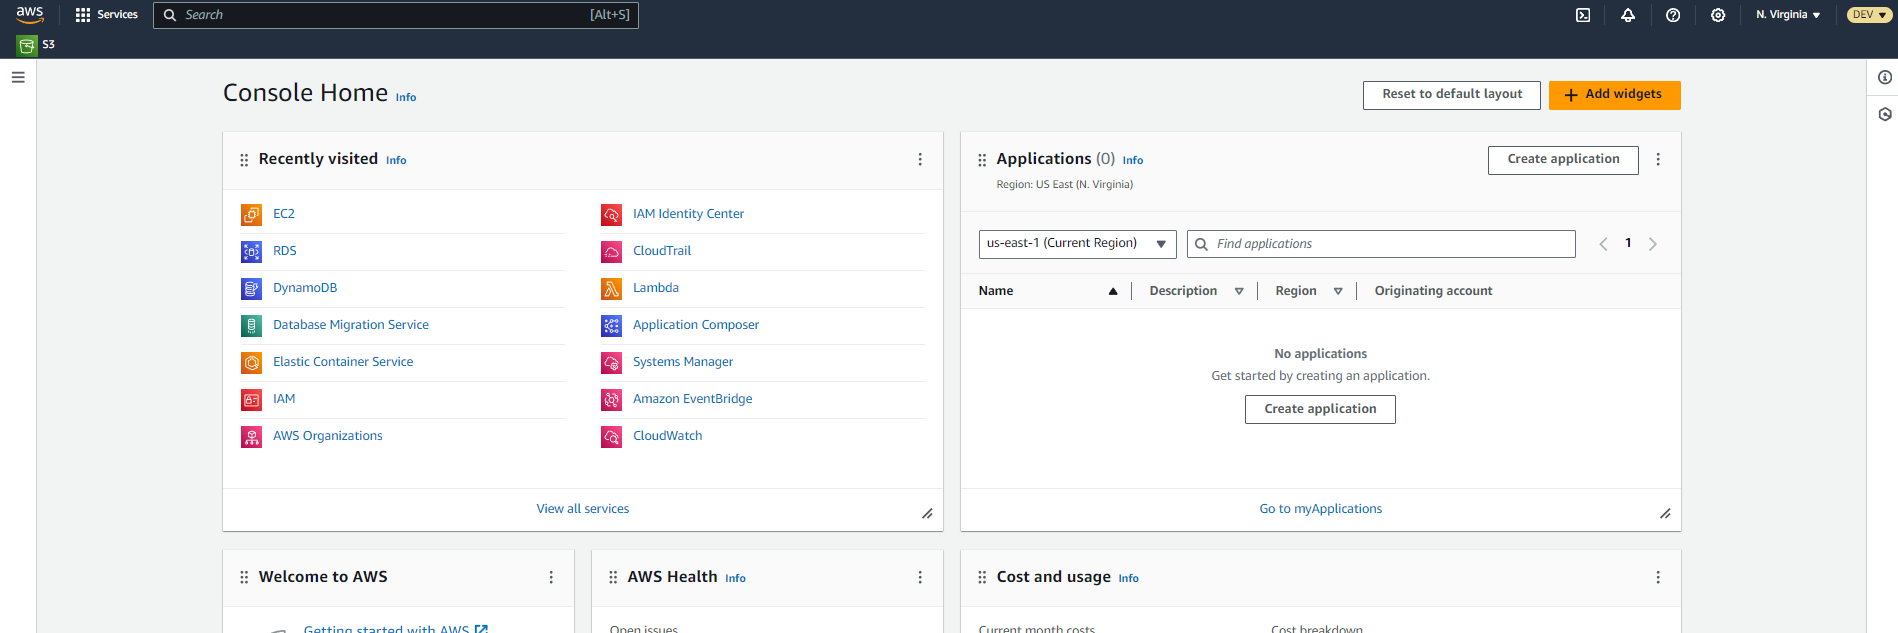 aws
Services
Search
[Alt+S]
N. Virginia
DEV
S3
Console Home Info
Reset to default layout
Add widgets
Recently visited Info
EC2
RDS
DynamoDB
Database Migration Service
Elastic Container Service
IAM
AWS Organizations
IAM Identity Center
CloudTrail
Lambda
Application Composer
Systems Manager
Amazon EventBridge
CloudWatch
View all services
Applications (0) Info
Region: US East (N. Virginia)
Create application
us-east-1 (Current Region)
Find applications
1
Name
Description
Region
Originating account
No applications
Get started by creating an application.
Create application
Go to myApplications
Welcome to AWS
Getting started with AWS
AWS Health Info
Open issues
Cost and usage Info
Current month costs
Cost breakdown